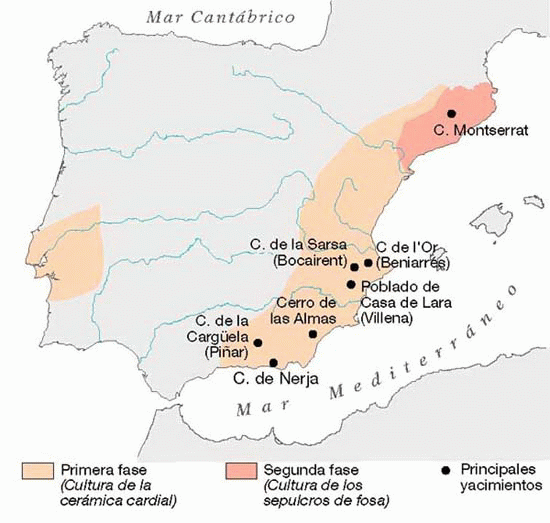 Mar Cantábrico
C. Montserrat
C. de la Sarsa
(Bocairent)
C de l'Or
(Beniarrés)
Poblado de
Casa de Lara
(Villena)
Cerro de
las Almas
C. de la
Cargüela
(Piñar)
C. de Nerja
Mar Mediterráneo
Primera fase
(Cultura de la
cerámica cardial)
Segunda fase
(Cultura de los
sepulcros de fosa)
Principales
yacimientos